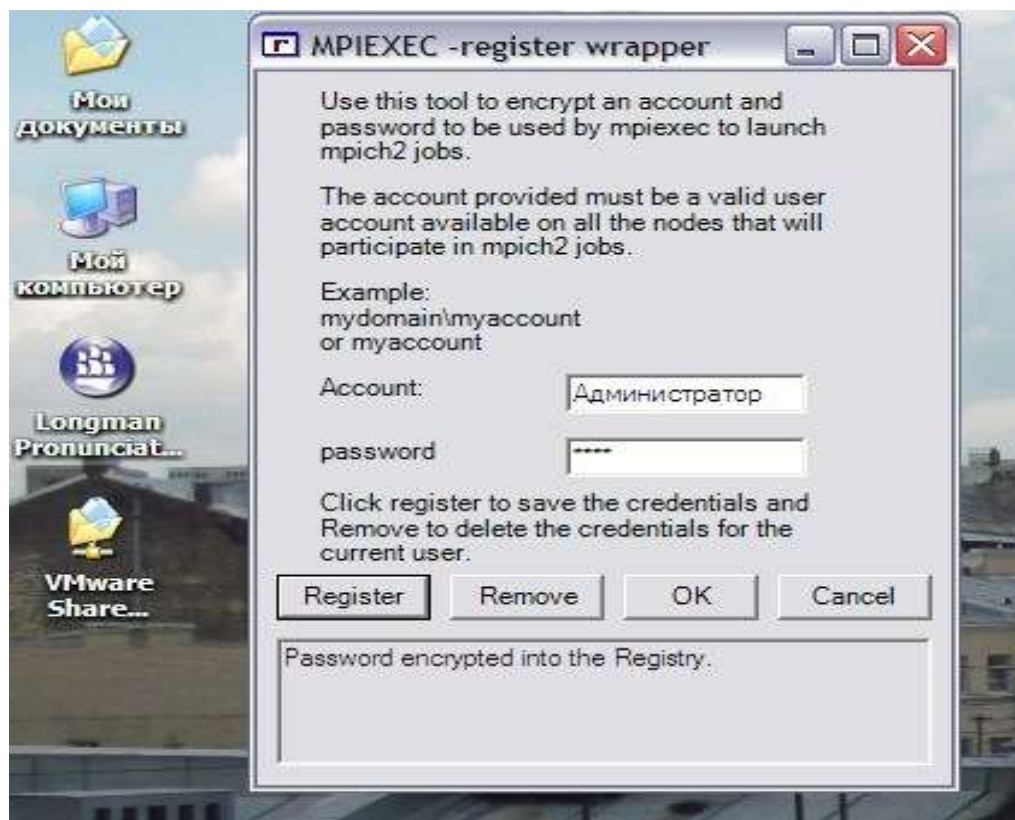 Мои
документы
Мой
компьютер
Longman
Pronunciat...
VMware
Share...
MPIEXEC -register wrapper
Use this tool to encrypt an account and
password to be used by mpiexec to launch
mpich2 jobs.
The account provided must be a valid user
account available on all the nodes that will
participate in mpich2 jobs.
Example:
mydomain\myaccount
or myaccount
Account: Администратор
password ****
Click register to save the credentials and
Remove to delete the credentials for the
current user.
Register Remove OK Cancel
Password encrypted into the Registry.